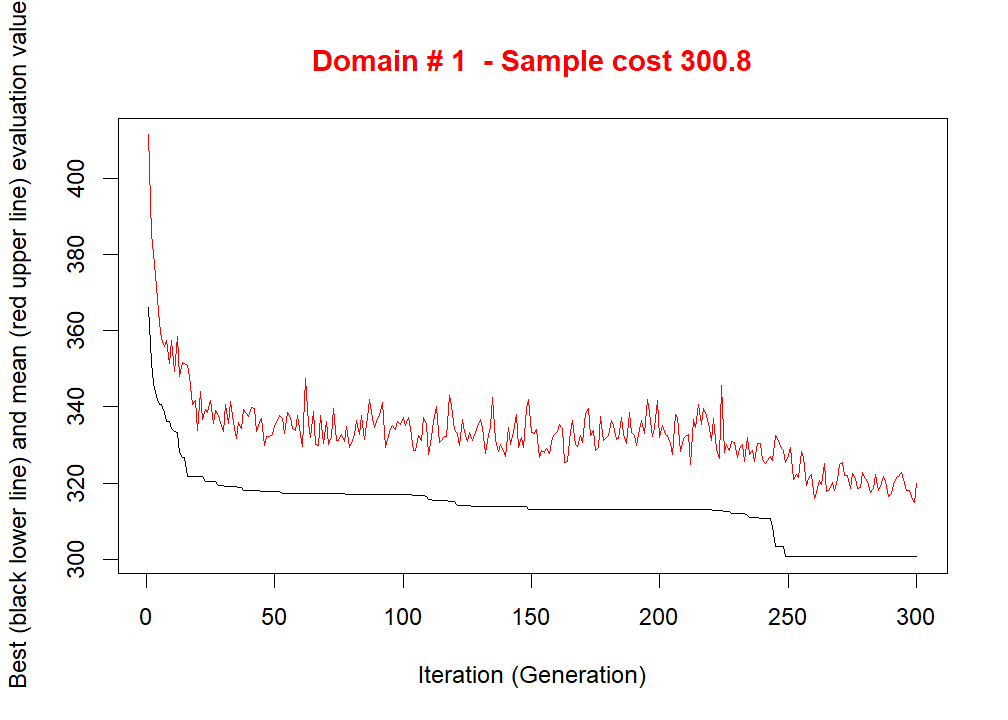 Domain # 1  - Sample cost 300.8
Best (black lower line) and mean (red upper line) evaluation value
400
380
360
340
320
300
0 50 100 150 200 250 300
Iteration (Generation)